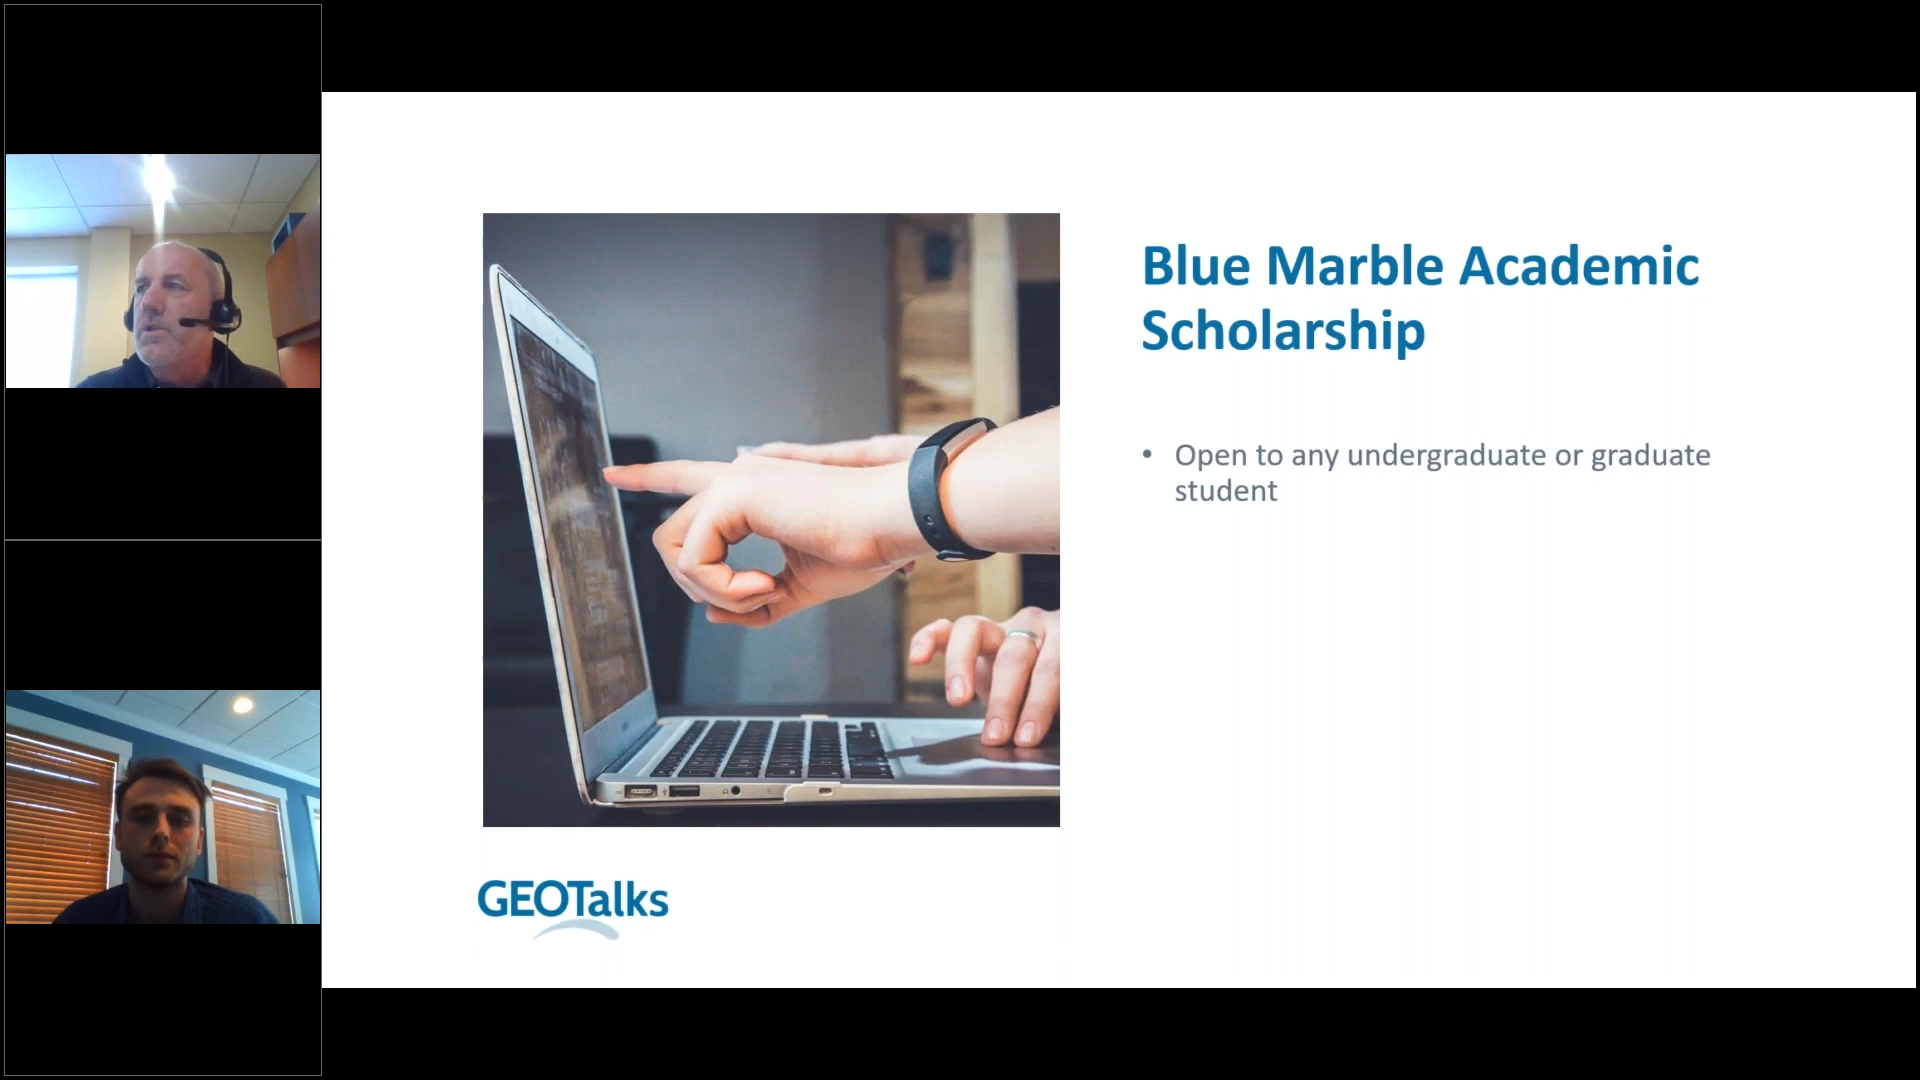 Blue Marble Academic
Scholarship
• Open to any undergraduate or graduate
student
GEOTalks